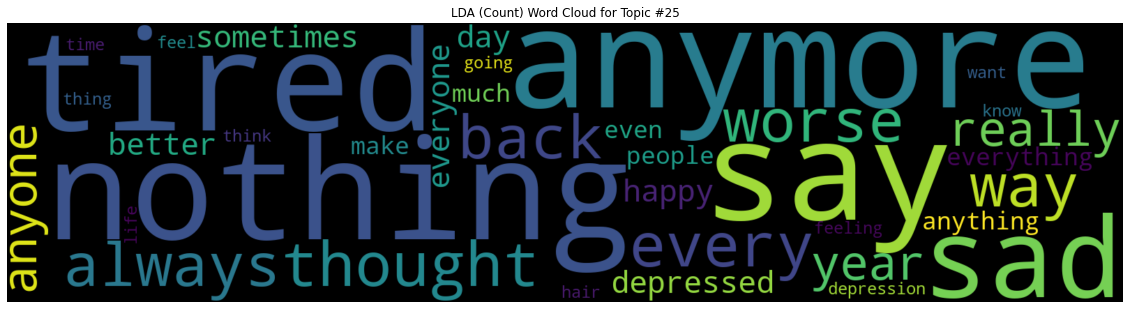 LDA (Count) Word Cloud for Topic #25
time feel sometimes day anymore
going want
thing tired everyone much know
better think make back even worse really
people say everything
anyone nothing happy way
life feeling anything
always thought every year sad
hair depressed depression